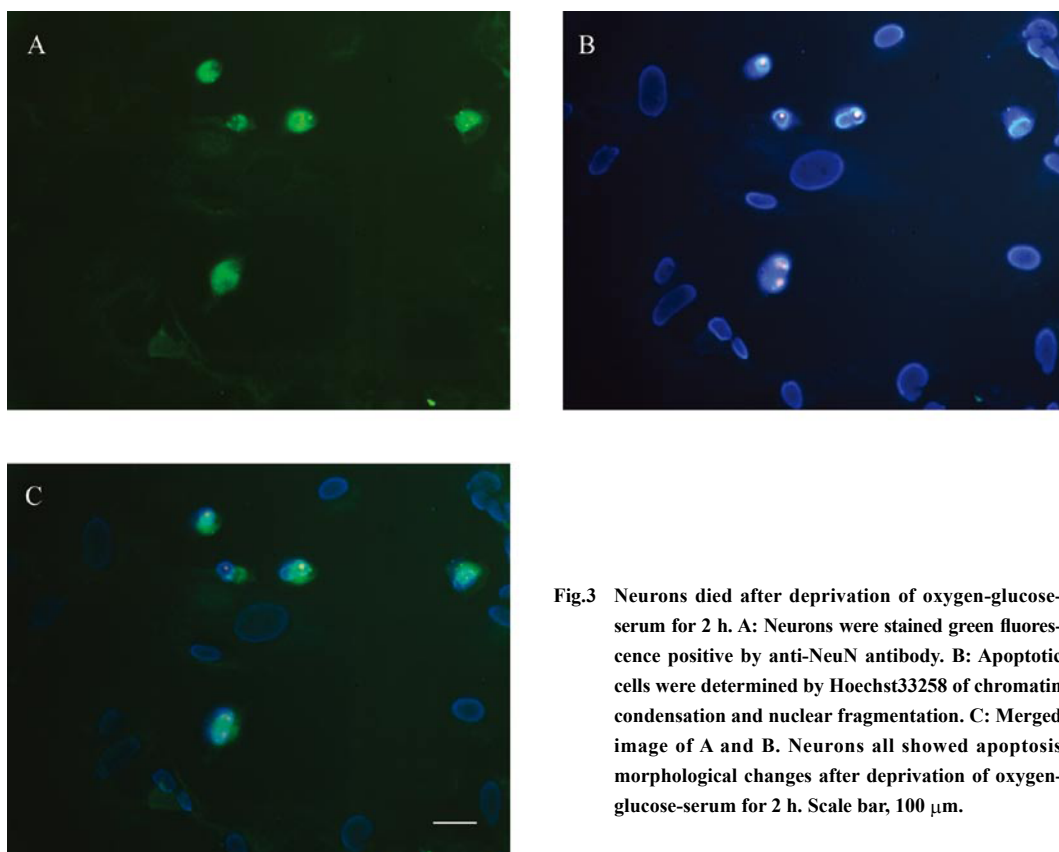 A
B
C
Fig.3 Neurons died after deprivation of oxygen-glucose-
serum for 2 h. A: Neurons were stained green fluores-
cence positive by anti-NeuN antibody. B: Apoptotic
cells were determined by Hoechst33258 of chromatin
condensation and nuclear fragmentation. C: Merged
image of A and B. Neurons all showed apoptosis
morphological changes after deprivation of oxygen-
glucose-serum for 2 h. Scale bar, 100 μm.